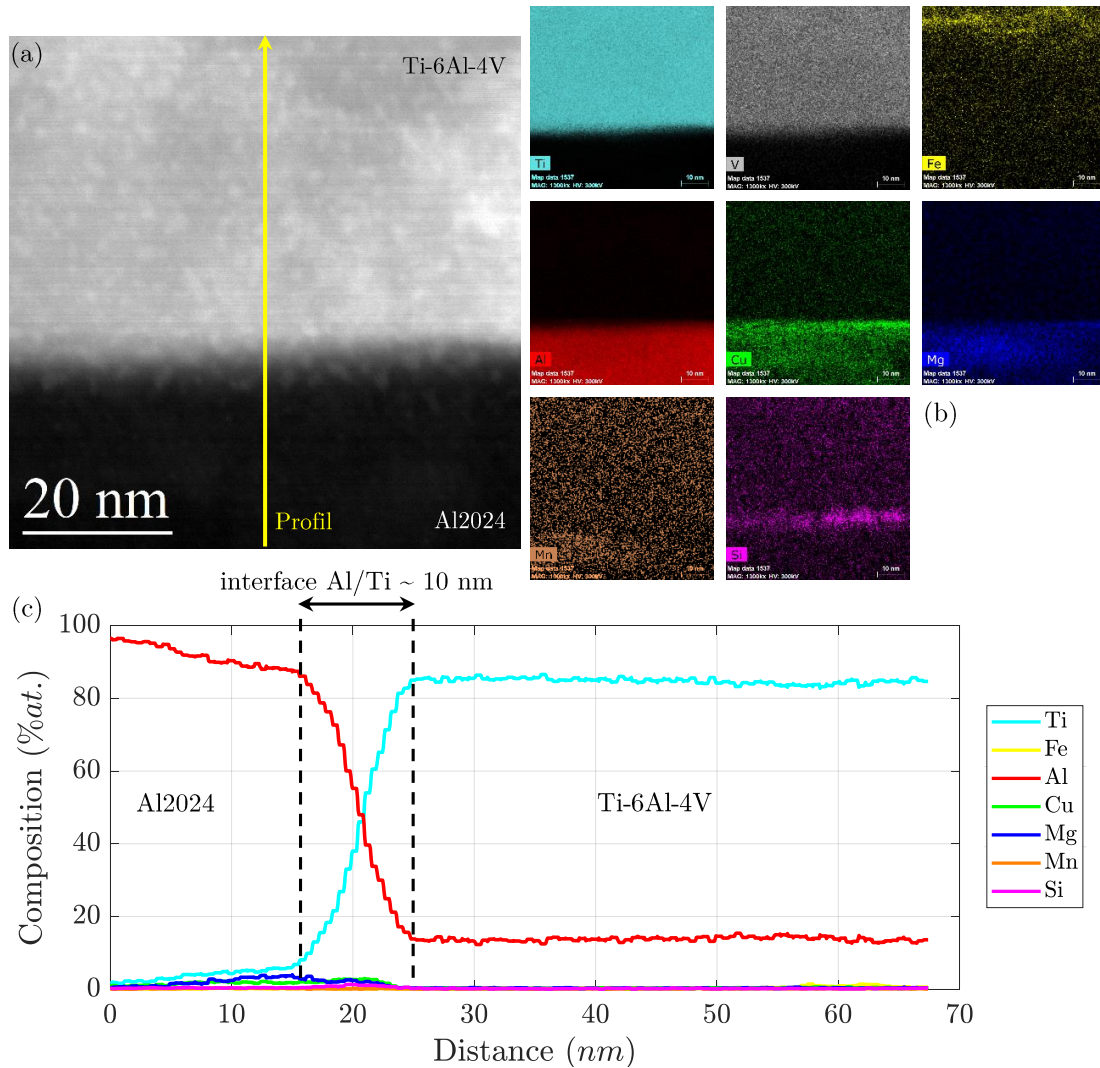 (a)
Ti-6Al-4V
20 nm
Profil
Al2024
Ti
Map data 1537
MAG: 1300kx HV: 300kV
10 nm
V
Map data 1537
MAG: 1300kx HV: 300kV
10 nm
Fe
Map data 1537
MAG: 1300kx HV: 300kV
10 nm
Al
Map data 1537
MAG: 1300kx HV: 300kV
10 nm
Cu
Map data 1537
MAG: 1300kx HV: 300kV
10 nm
Mg
Map data 1537
MAG: 1300kx HV: 300kV
10 nm
Mn
Map data 1537
MAG: 1300kx HV: 300kV
10 nm
Si
Map data 1537
MAG: 1300kx HV: 300kV
10 nm
(b)
interface Al/Ti ~ 10 nm
(c)
100
80
60
40
20
0
Composition (%at.)
Al2024
Ti-6Al-4V
Ti
Fe
Al
Cu
Mg
Mn
Si
0 10 20 30 40 50 60 70
Distance (nm)